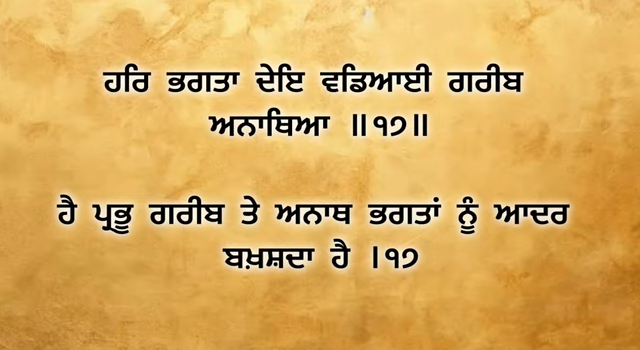 ਹਰਿ ਭਗਤਾ ਦੇਇ ਵਡਿਆਈ ਗਰੀਬ
ਅਨਾਥਿਆ ॥੧੭॥
ਹੈ ਪ੍ਰਭੂ ਗਰੀਬ ਤੇ ਅਨਾਥ ਭਗਤਾਂ ਨੂੰ ਆਦਰ
ਬਖ਼ਸ਼ਦਾ ਹੈ ।੧੭